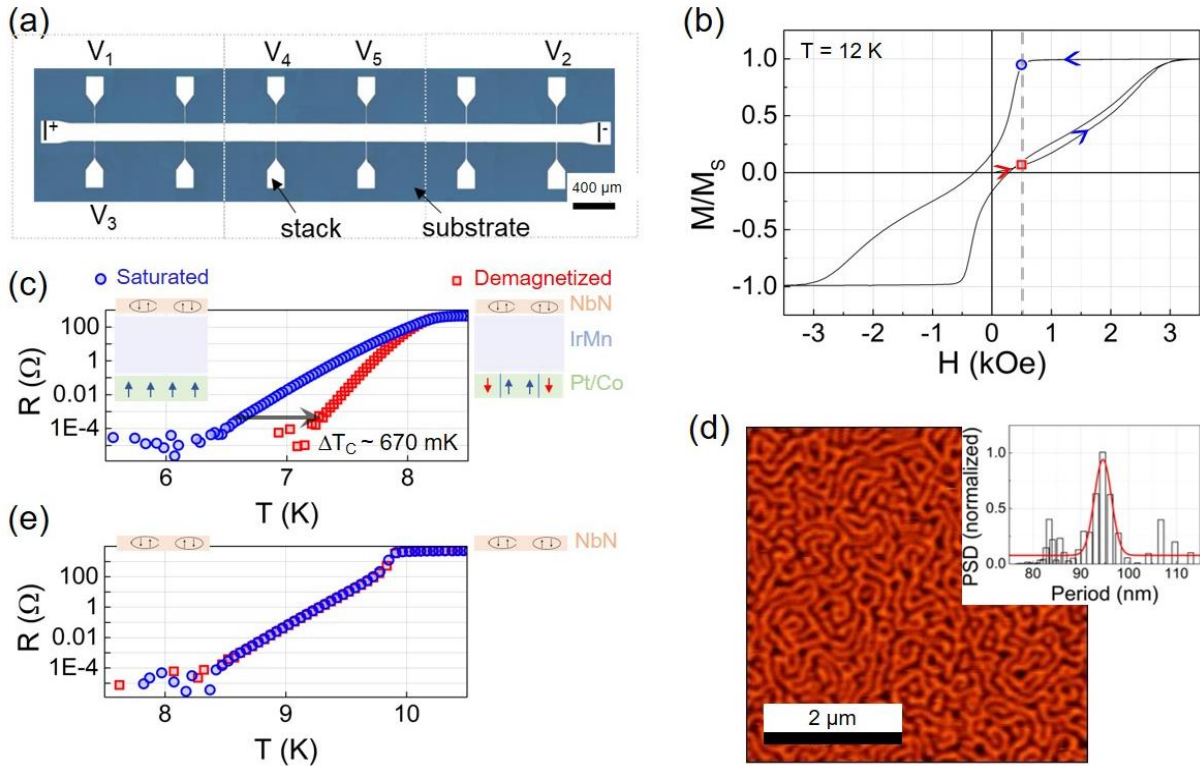 (a)
V1 V4 V5 V2
I+ I-
V3
stack substrate
400 µm
(b)
T = 12 K
M/MS
1.0
0.5
0.0
-0.5
-1.0
-3 -2 -1 0 1 2 3
H (kOe)
(c)
Saturated Demagnetized
NbN
IrMn
Pt/Co
R (Ω)
100
1
0.01
1E-4
ΔTC ~ 670 mK
6 7 8
T (K)
(d)
PSD (normalized)
1.0
0.5
0.0
80 90 100 110
Period (nm)
2 µm
(e)
NbN
R (Ω)
100
1
0.01
1E-4
8 9 10
T (K)